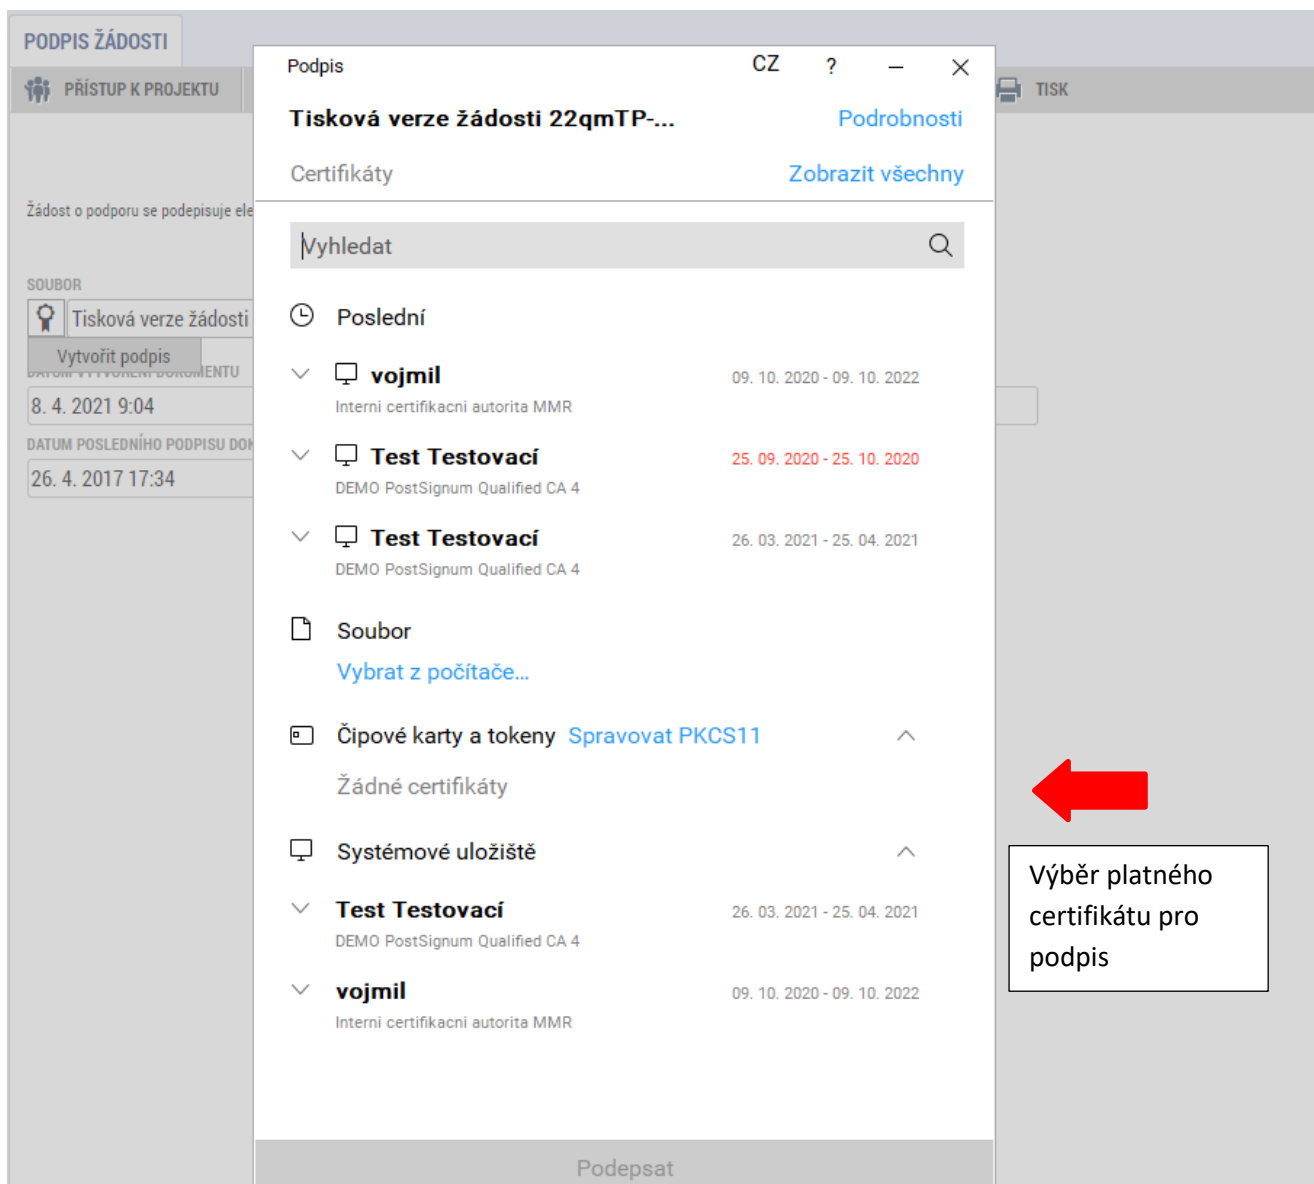 PODPIS ŽÁDOSTI
PŘÍSTUP K PROJEKTU
TISK
Žádost o podporu se podepisuje ele
SOUBOR
Tisková verze žádosti
Vytvořit podpis
DATUM VYTVOŘENÍ DOKUMENTU
8. 4. 2021 9:04
DATUM POSLEDNÍHO PODPISU DOK
26. 4. 2017 17:34
Podpis
CZ ? – ×
Tisková verze žádosti 22qmTP-...
Podrobnosti
Certifikáty
Zobrazit všechny
Vyhledat
Poslední
vojmil 09. 10. 2020 - 09. 10. 2022
Interni certifikacni autorita MMR
Test Testovací 25. 09. 2020 - 25. 10. 2020
DEMO PostSignum Qualified CA 4
Test Testovací 26. 03. 2021 - 25. 04. 2021
DEMO PostSignum Qualified CA 4
Soubor
Vybrat z počítače...
Čipové karty a tokeny Spravovat PKCS11
Žádné certifikáty
Systémové uložiště
Test Testovací 26. 03. 2021 - 25. 04. 2021
DEMO PostSignum Qualified CA 4
vojmil 09. 10. 2020 - 09. 10. 2022
Interni certifikacni autorita MMR
Podepsat
Výběr platného
certifikátu pro
podpis